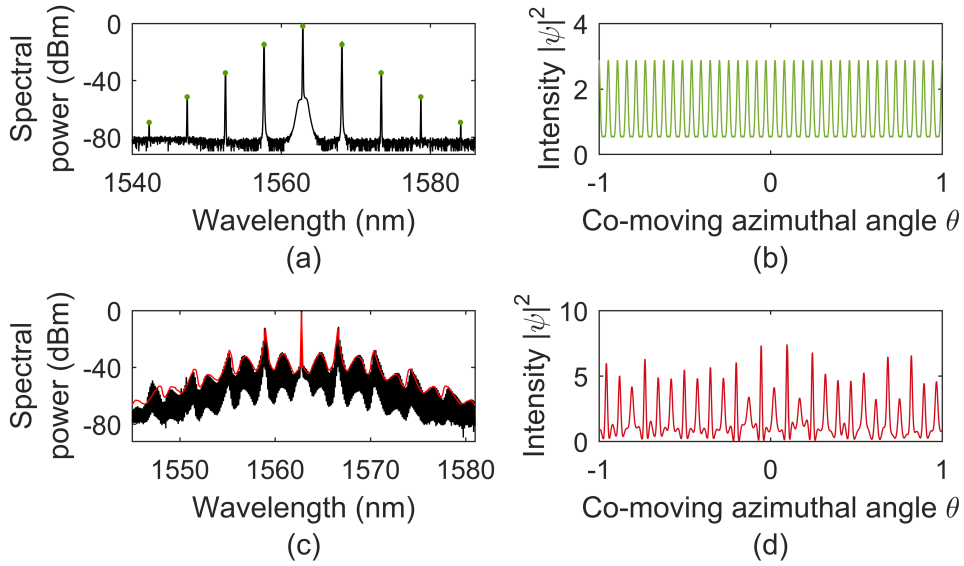 Spectral
power (dBm)
0
-40
-80
1540
1560
1580
Wavelength (nm)
(a)
Intensity |ψ|²
4
2
0
-1
0
1
Co-moving azimuthal angle θ
(b)
Spectral
power (dBm)
0
-40
-80
1550
1560
1570
1580
Wavelength (nm)
(c)
Intensity |ψ|²
10
5
0
-1
0
1
Co-moving azimuthal angle θ
(d)